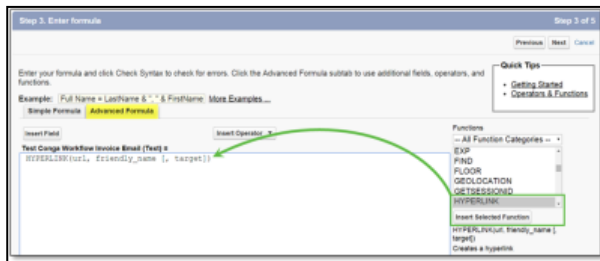 Step 3. Enter formula
Step 3 of 5
Previous Next Cancel
Enter your formula and click Check Syntax to check for errors. Click the Advanced Formula subtab to use additional fields, operators, and
functions.
Quick Tips
• Getting Started
• Operators & Functions
Example: Full Name = LastName & ", " & FirstName More Examples ...
Simple Formula Advanced Formula
Insert Field
Insert Operator
Functions
-- All Function Categories --
Test Conga Workflow Invoice Email (Text) =
HYPERLINK(url, friendly_name [, target])
EXP
FIND
FLOOR
GEOLOCATION
GETSESSIONID
HYPERLINK
Insert Selected Function
HYPERLINK(url, friendly_name [,
target])
Creates a hyperlink